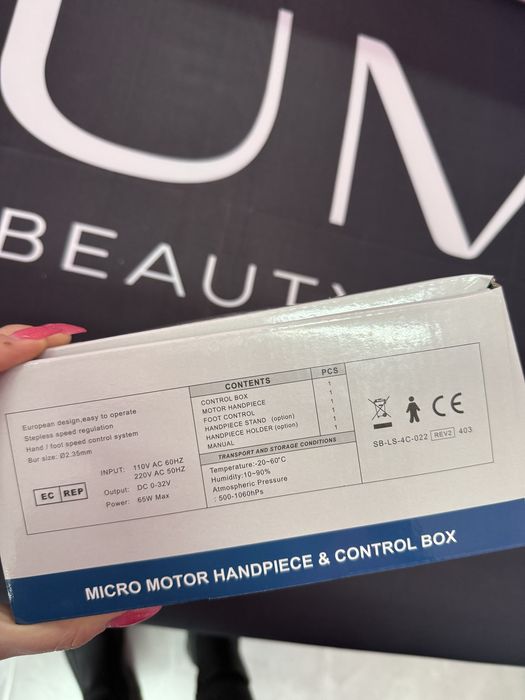 UM
BEAUTY
European design,easy to operate
Stepless speed regulation
Hand / foot speed control system
Bur size: Ø2.35mm
EC REP
INPUT: 110V AC 60HZ
220V AC 50HZ
Output: DC 0-32V
Power: 65W Max
CONTENTS PCS
CONTROL BOX 1
MOTOR HANDPIECE 1
FOOT CONTROL 1
HANDPIECE STAND (option) 1
HANDPIECE HOLDER (option) 1
MANUAL 1
TRANSPORT AND STORAGE CONDITIONS
Temperature:-20~60°C
Humidity:10~90%
Atmospheric Pressure
: 500-1060hPs
CE
SB-LS-4C-022 REV2 403
MICRO MOTOR HANDPIECE & CONTROL BOX